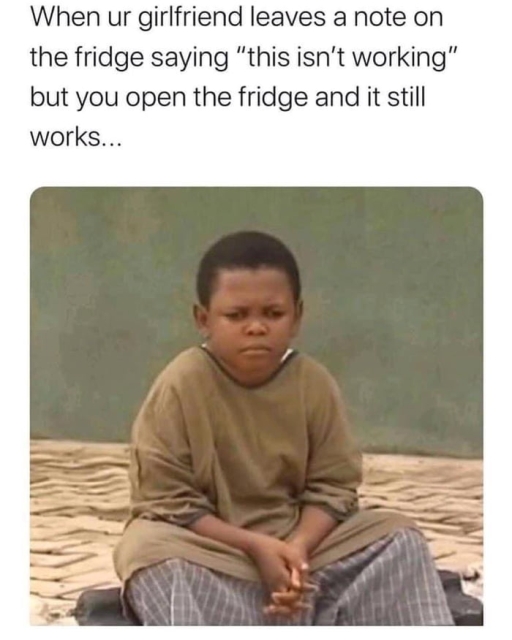 When ur girlfriend leaves a note on
the fridge saying “this isn’t working”
but you open the fridge and it still
works...